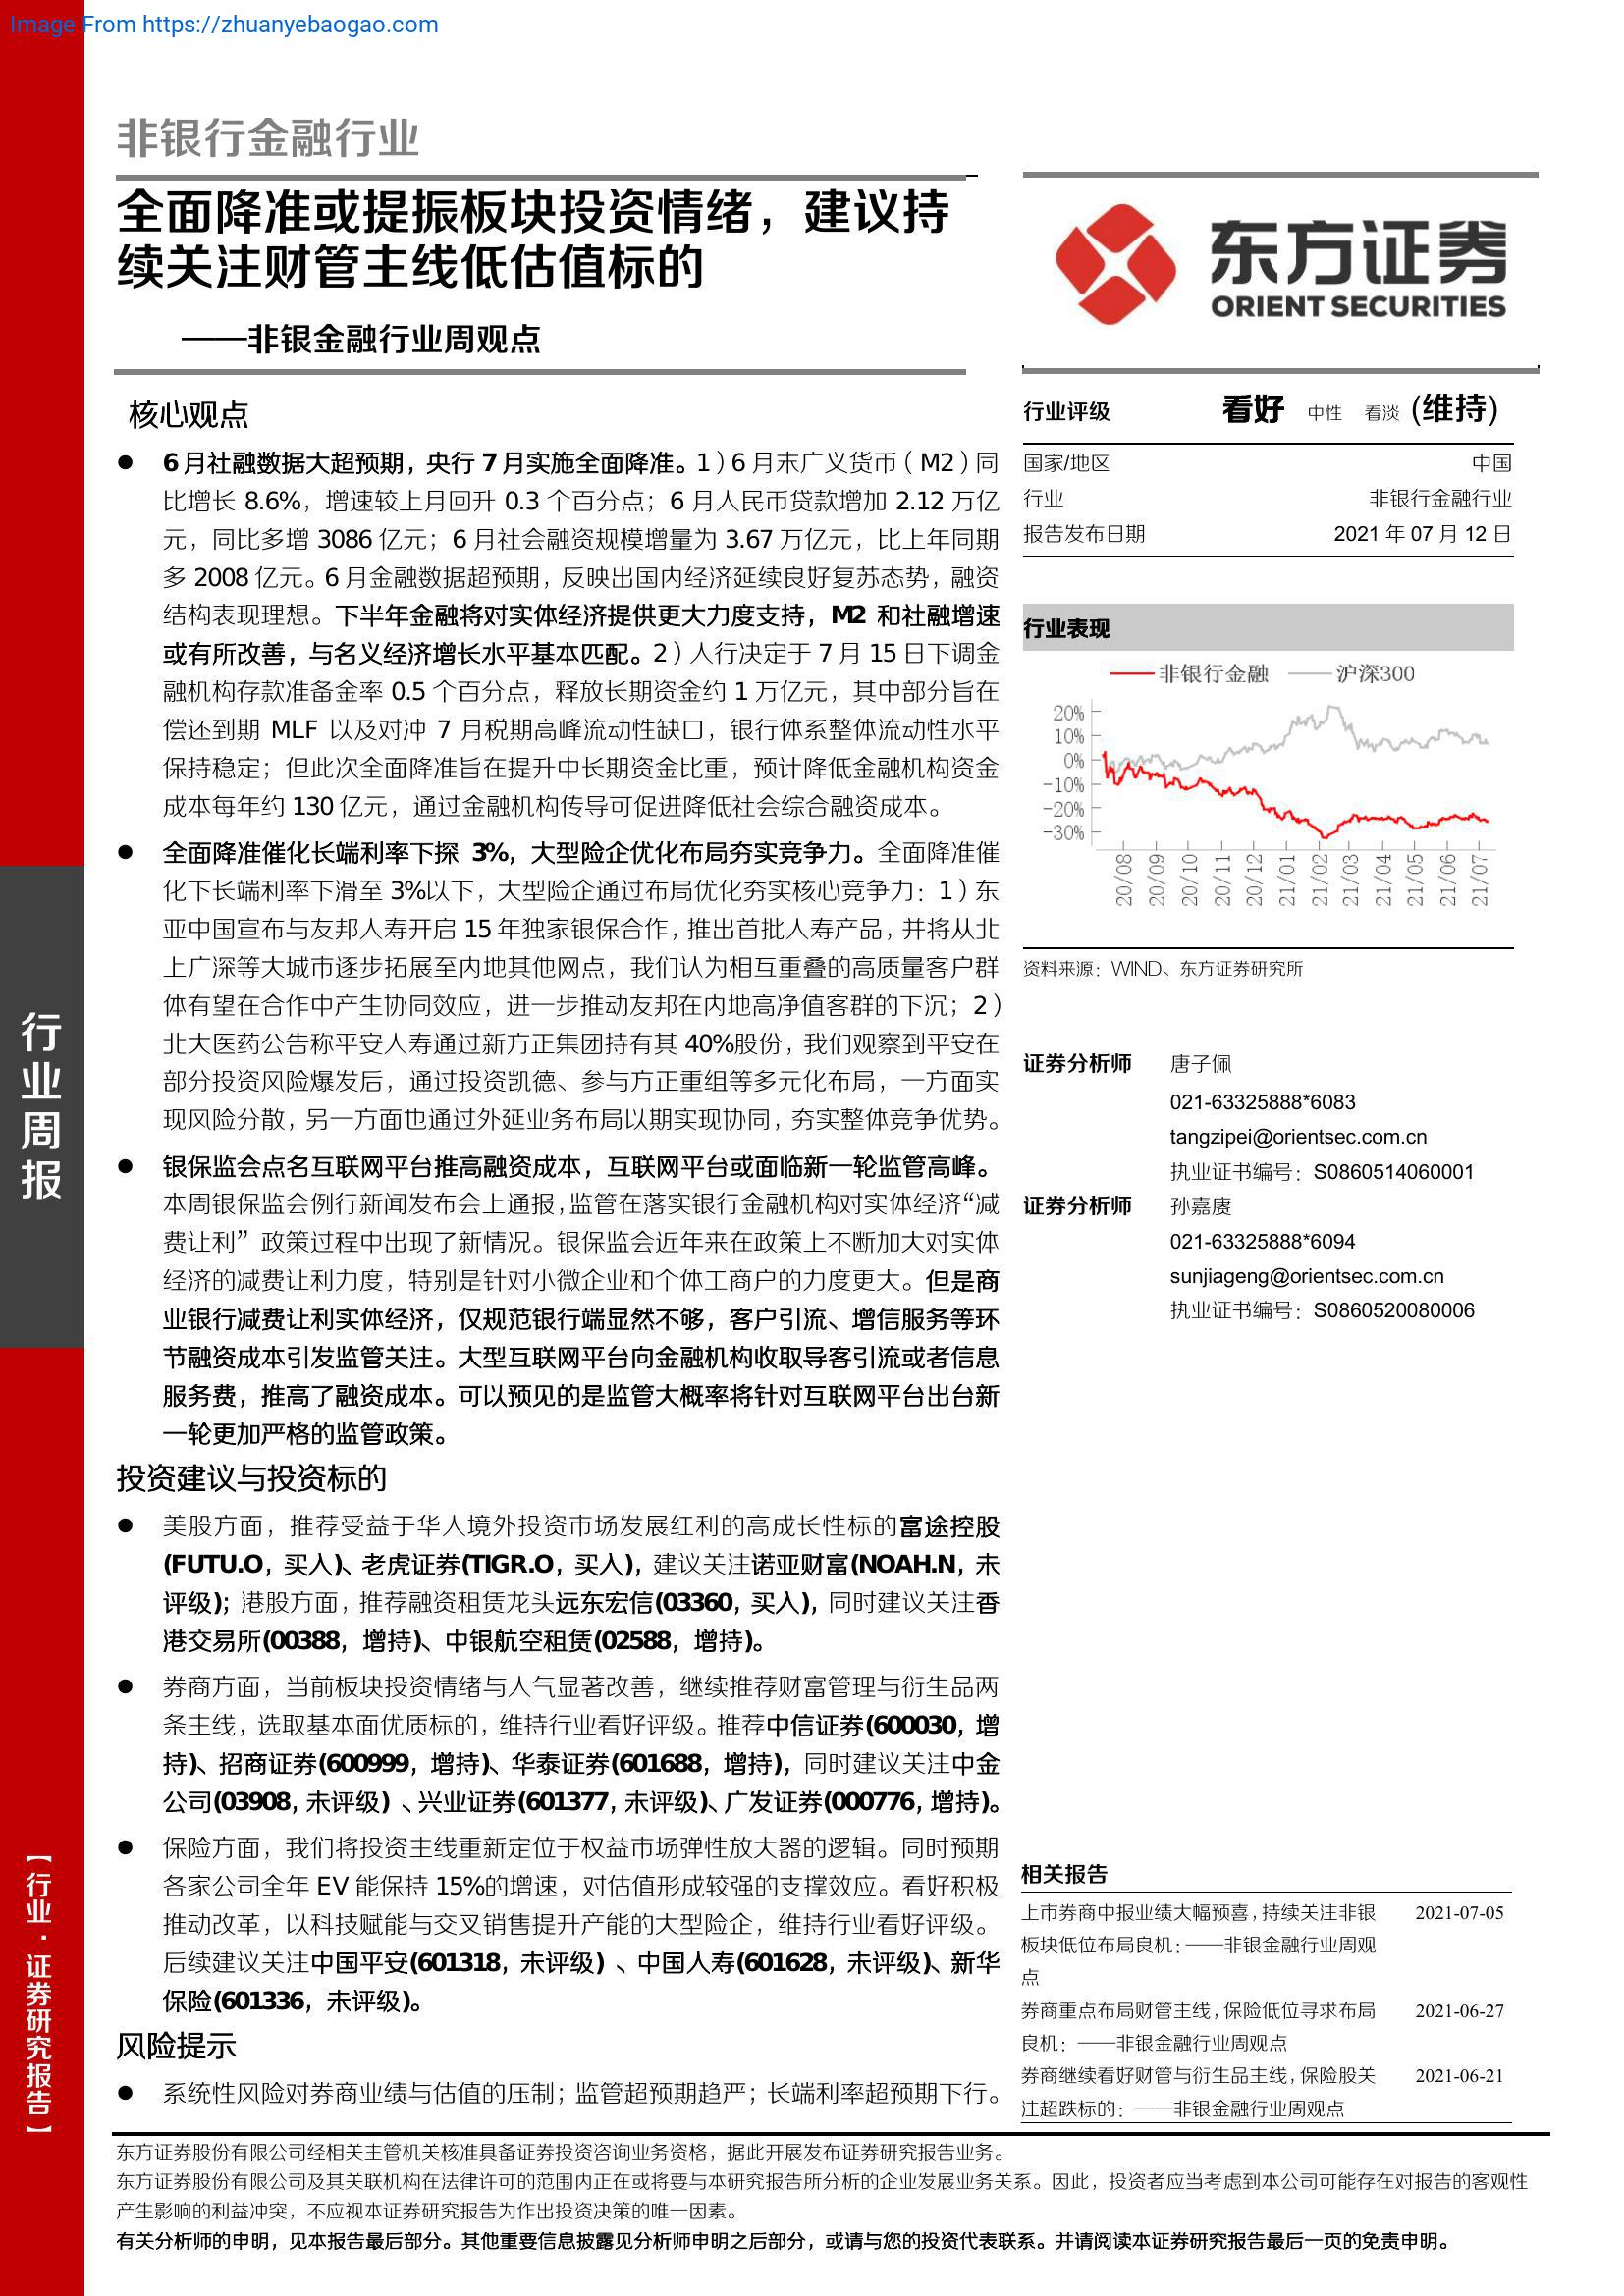 Image From https://zhuanyebaogao.com
非银行金融行业
全面降准或提振板块投资情绪，建议持
续关注财管主线低估值标的
——非银金融行业周观点
核心观点
● 6月社融数据大超预期，央行7月实施全面降准。1）6月末广义货币（M2）同
比增长 8.6%，增速较上月回升 0.3 个百分点；6 月人民币贷款增加 2.12 万亿
元，同比多增 3086 亿元；6 月社会融资规模增量为 3.67 万亿元，比上年同期
多 2008 亿元。6 月金融数据超预期，反映出国内经济延续良好复苏态势，融资
结构表现理想。下半年金融将对实体经济提供更大力度支持，M2 和社融增速
或有所改善，与名义经济增长水平基本匹配。2）人行决定于 7 月 15 日下调金
融机构存款准备金率 0.5 个百分点，释放长期资金约 1 万亿元，其中部分旨在
偿还到期 MLF 以及对冲 7 月税期高峰流动性缺口，银行体系整体流动性水平
保持稳定；但此次全面降准旨在提升中长期资金比重，预计降低金融机构资金
成本每年约 130 亿元，通过金融机构传导可促进降低社会综合融资成本。
● 全面降准催化长端利率下探 3%，大型险企优化布局夯实竞争力。全面降准催
化下长端利率下滑至 3%以下，大型险企通过布局优化夯实核心竞争力：1）东
亚中国宣布与友邦人寿开启 15 年独家银保合作，推出首批人寿产品，并将从北
上广深等大城市逐步拓展至内地其他网点，我们认为相互重叠的高质量客户群
体有望在合作中产生协同效应，进一步推动友邦在内地高净值客群的下沉；2）
北大医药公告称平安人寿通过新方正集团持有其 40%股份，我们观察到平安在
部分投资风险爆发后，通过投资凯德、参与方正重组等多元化布局，一方面实
现风险分散，另一方面也通过外延业务布局以期实现协同，夯实整体竞争优势。
● 银保监会点名互联网平台推高融资成本，互联网平台或面临新一轮监管高峰。
本周银保监会例行新闻发布会上通报，监管在落实银行金融机构对实体经济“减
费让利”政策过程中出现了新情况。银保监会近年来在政策上不断加大对实体
经济的减费让利力度，特别是针对小微企业和个体工商户的力度更大。但是商
业银行减费让利实体经济，仅规范银行端显然不够，客户引流、增信服务等环
节融资成本引发监管关注。大型互联网平台向金融机构收取导客引流或者信息
服务费，推高了融资成本。可以预见的是监管大概率将针对互联网平台出台新
一轮更加严格的监管政策。
投资建议与投资标的
● 美股方面，推荐受益于华人境外投资市场发展红利的高成长性标的富途控股
(FUTU.O，买入)、老虎证券(TIGR.O，买入)，建议关注诺亚财富(NOAH.N，未
评级)；港股方面，推荐融资租赁龙头远东宏信(03360，买入)，同时建议关注香
港交易所(00388，增持)、中银航空租赁(02588，增持)。
● 券商方面，当前板块投资情绪与人气显著改善，继续推荐财富管理与衍生品两
条主线，选取基本面优质标的，维持行业看好评级。推荐中信证券(600030，增
持)、招商证券(600999，增持)、华泰证券(601688，增持)，同时建议关注中金
公司(03908，未评级) 、兴业证券(601377，未评级)、广发证券(000776，增持)。
● 保险方面，我们将投资主线重新定位于权益市场弹性放大器的逻辑。同时预期
各家公司全年 EV 能保持 15%的增速，对估值形成较强的支撑效应。看好积极
推动改革，以科技赋能与交叉销售提升产能的大型险企，维持行业看好评级。
后续建议关注中国平安(601318，未评级) 、中国人寿(601628，未评级)、新华
保险(601336，未评级)。
风险提示
● 系统性风险对券商业绩与估值的压制；监管超预期趋严；长端利率超预期下行。
东方证券
ORIENT SECURITIES
行业评级 看好 中性 看淡 (维持)
国家/地区 中国
行业 非银行金融行业
报告发布日期 2021 年 07 月 12 日
行业表现
非银行金融 沪深300
20%
10%
0%
-10%
-20%
-30%
20/08 20/09 20/10 20/11 20/12 21/01 21/02 21/03 21/04 21/05 21/06 21/07
资料来源：WIND、东方证券研究所
证券分析师 唐子佩
021-63325888*6083
tangzipei@orientsec.com.cn
执业证书编号：S0860514060001
证券分析师 孙嘉赓
021-63325888*6094
sunjiageng@orientsec.com.cn
执业证书编号：S0860520080006
相关报告
上市券商中报业绩大幅预喜，持续关注非银 2021-07-05
板块低位布局良机：——非银金融行业周观
点
券商重点布局财管主线，保险低位寻求布局 2021-06-27
良机：——非银金融行业周观点
券商继续看好财管与衍生品主线，保险股关 2021-06-21
注超跌标的：——非银金融行业周观点
行业周报
【行业·证券研究报告】
东方证券股份有限公司经相关主管机关核准具备证券投资咨询业务资格，据此开展发布证券研究报告业务。
东方证券股份有限公司及其关联机构在法律许可的范围内正在或将要与本研究报告所分析的企业发展业务关系。因此，投资者应当考虑到本公司可能存在对报告的客观性
产生影响的利益冲突，不应视本证券研究报告为作出投资决策的唯一因素。
有关分析师的申明，见本报告最后部分。其他重要信息披露见分析师申明之后部分，或请与您的投资代表联系。并请阅读本证券研究报告最后一页的免责申明。